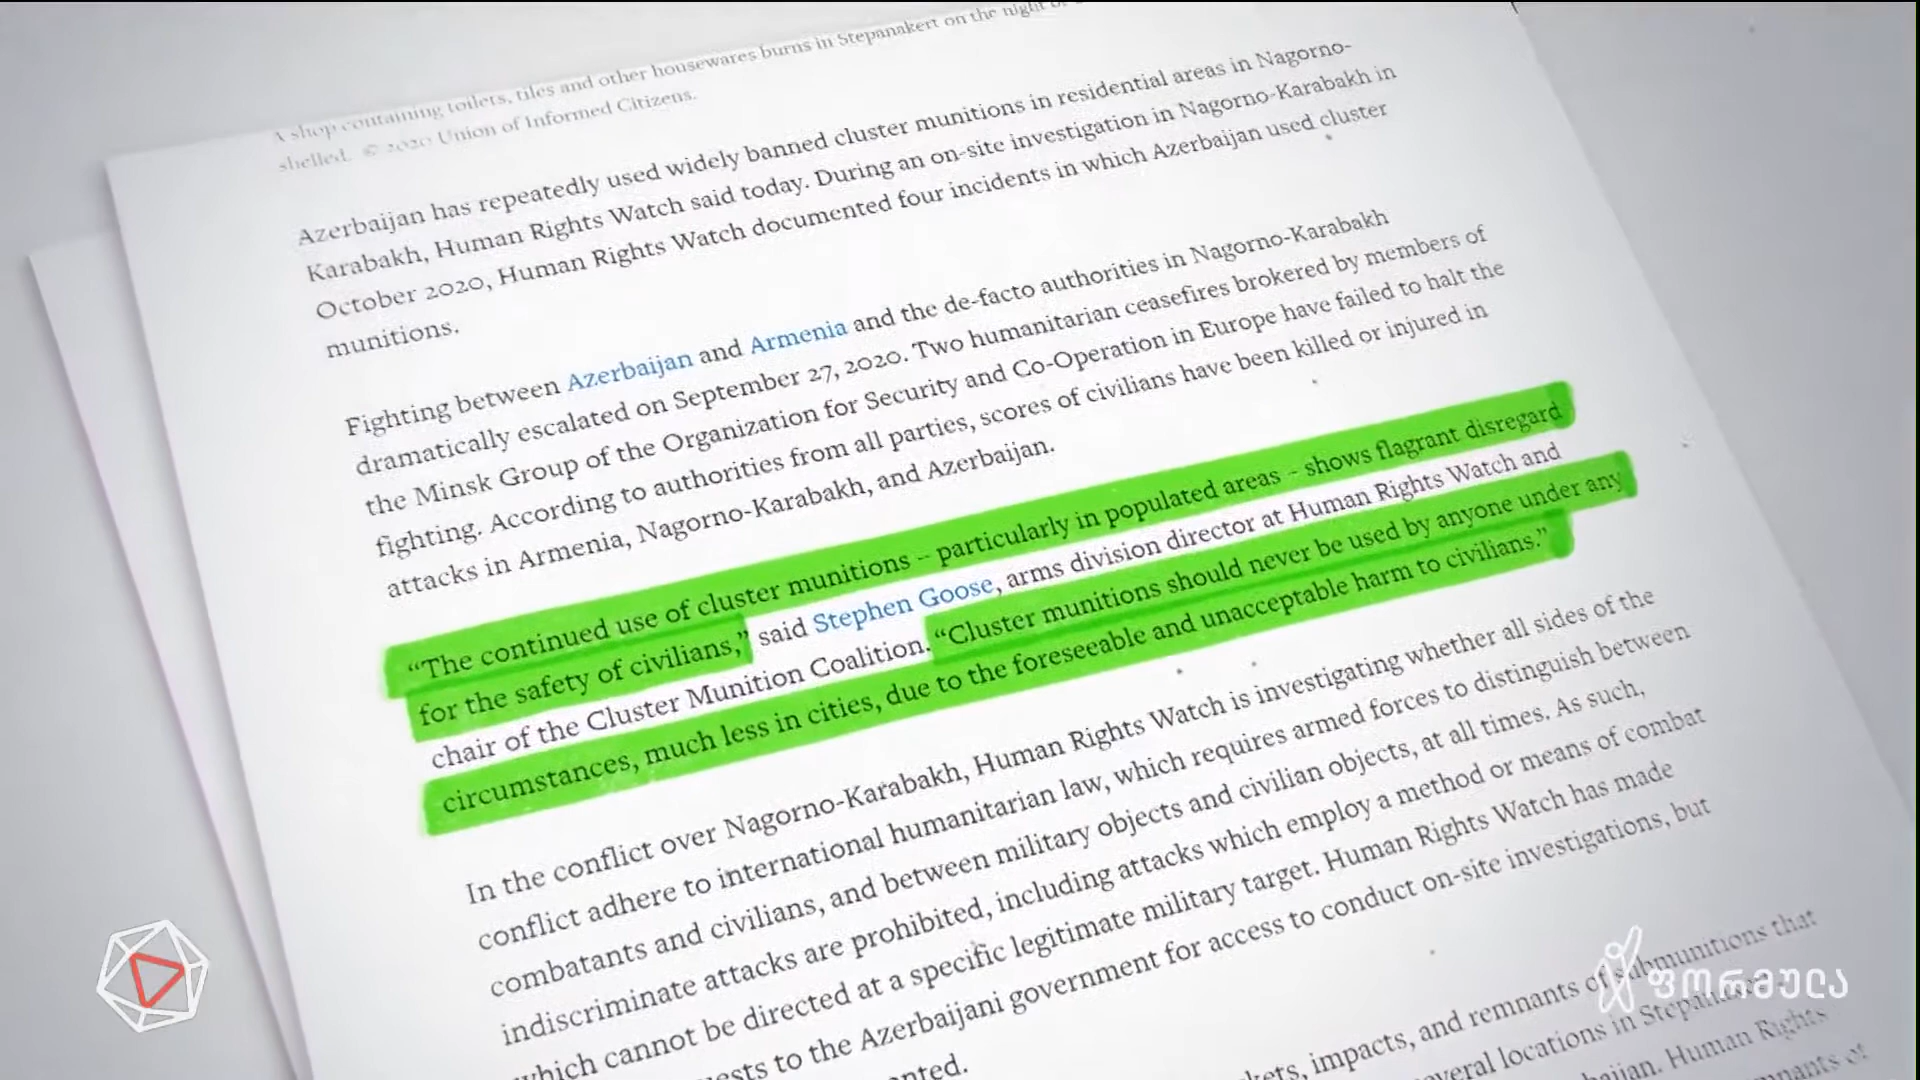 A shop containing toilets, tiles and other housewares burns in Stepanakert on the night of
shelled. © 2020 Union of Informed Citizens.
Azerbaijan has repeatedly used widely banned cluster munitions in residential areas in Nagorno-
Karabakh, Human Rights Watch said today. During an on-site investigation in Nagorno-Karabakh in
October 2020, Human Rights Watch documented four incidents in which Azerbaijan used cluster
munitions.
Fighting between Azerbaijan and Armenia and the de-facto authorities in Nagorno-Karabakh
dramatically escalated on September 27, 2020. Two humanitarian ceasefires brokered by members of
the Minsk Group of the Organization for Security and Co-Operation in Europe have failed to halt the
fighting. According to authorities from all parties, scores of civilians have been killed or injured in
attacks in Armenia, Nagorno-Karabakh, and Azerbaijan.
“The continued use of cluster munitions – particularly in populated areas – shows flagrant disregard
for the safety of civilians,” said Stephen Goose, arms division director at Human Rights Watch and
chair of the Cluster Munition Coalition. “Cluster munitions should never be used by anyone under any
circumstances, much less in cities, due to the foreseeable and unacceptable harm to civilians.”
In the conflict over Nagorno-Karabakh, Human Rights Watch is investigating whether all sides of the
conflict adhere to international humanitarian law, which requires armed forces to distinguish between
combatants and civilians, and between military objects and civilian objects, at all times. As such,
indiscriminate attacks are prohibited, including attacks which employ a method or means of combat
which cannot be directed at a specific legitimate military target. Human Rights Watch has made
to the Azerbaijani government for access to conduct on-site investigations, but
impacts, and remnants of submunitions that
locations in
Human Rights
ფორმულა